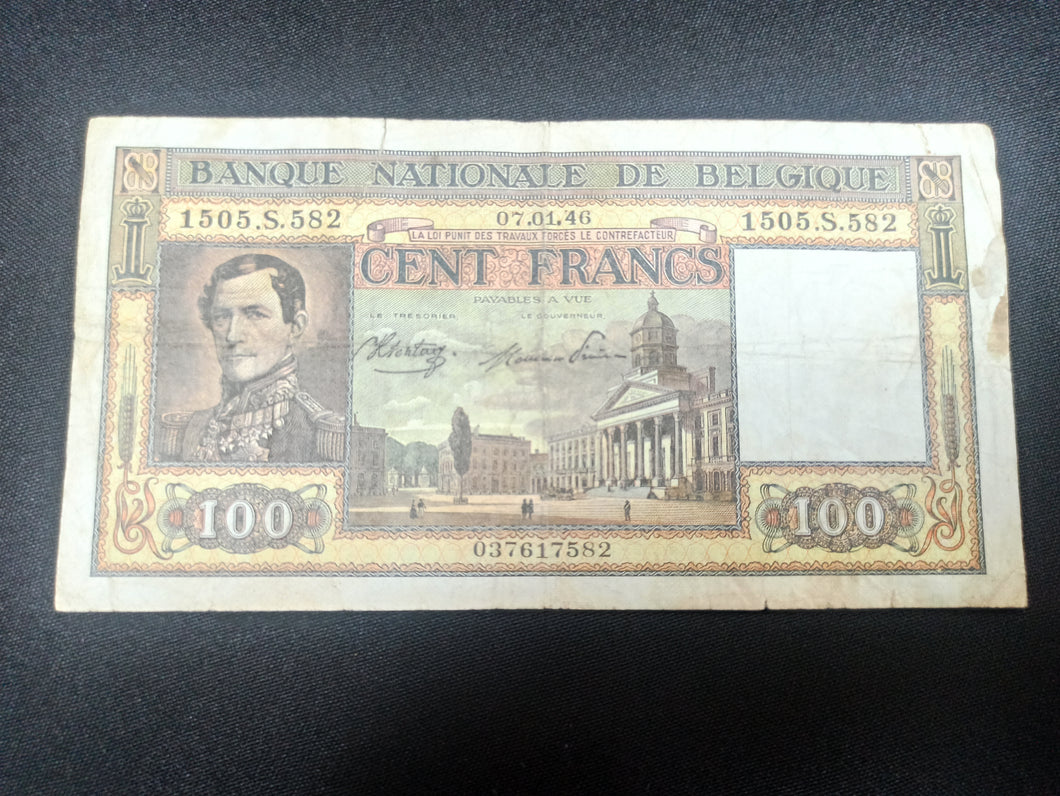 BANQUE NATIONALE DE BELGIQUE
1505.S.582 07.01.46 1505.S.582
LA LOI PUNIT DES TRAVAUX FORCÉS LE CONTREFACTEUR
CENT FRANCS
PAYABLES A VUE
LE TRESORIER LE GOUVERNEUR
100 100
037617582